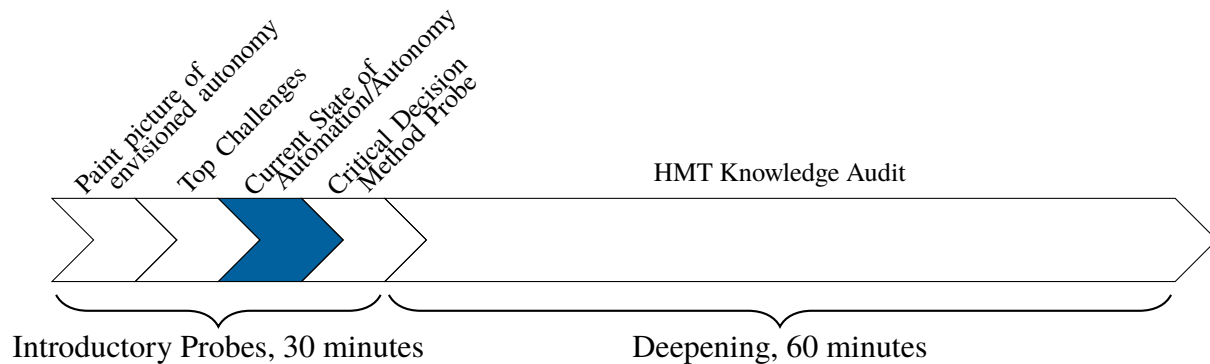 Paint picture of
envisioned autonomy
Top Challenges
Current State of
Automation/Autonomy
Critical Decision
Method Probe
HMT Knowledge Audit
Introductory Probes, 30 minutes
Deepening, 60 minutes